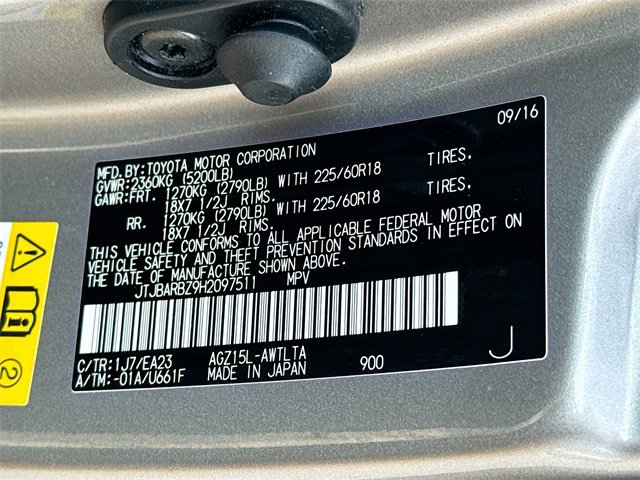 09/16
MFD.BY:TOYOTA MOTOR CORPORATION
GVWR:2360KG (5200LB)
GAWR:FRT. 1270KG (2790LB) WITH 225/60R18 TIRES,
18X7 1/2J RIMS.
RR. 1270KG (2790LB) WITH 225/60R18 TIRES,
18X7 1/2J RIMS.
THIS VEHICLE CONFORMS TO ALL APPLICABLE FEDERAL MOTOR
VEHICLE SAFETY AND THEFT PREVENTION STANDARDS IN EFFECT ON
THE DATE OF MANUFACTURE SHOWN ABOVE.
JTJBARBZ9H2097511 MPV
C/TR:1J7/EA23 AGZ15L-AWTLTA
A/TM:-01A/U661F MADE IN JAPAN 900 J
2